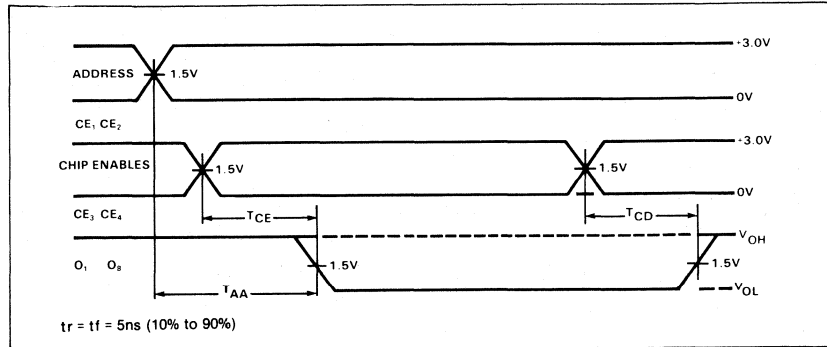 +3.0V
ADDRESS 1.5V
0V
CE₁ CE₂
+3.0V
CHIP ENABLES 1.5V 1.5V
0V
CE₃ CE₄ TCE TCD
VOH
O₁ O₈ 1.5V 1.5V
TAA VOL
tr = tf = 5ns (10% to 90%)